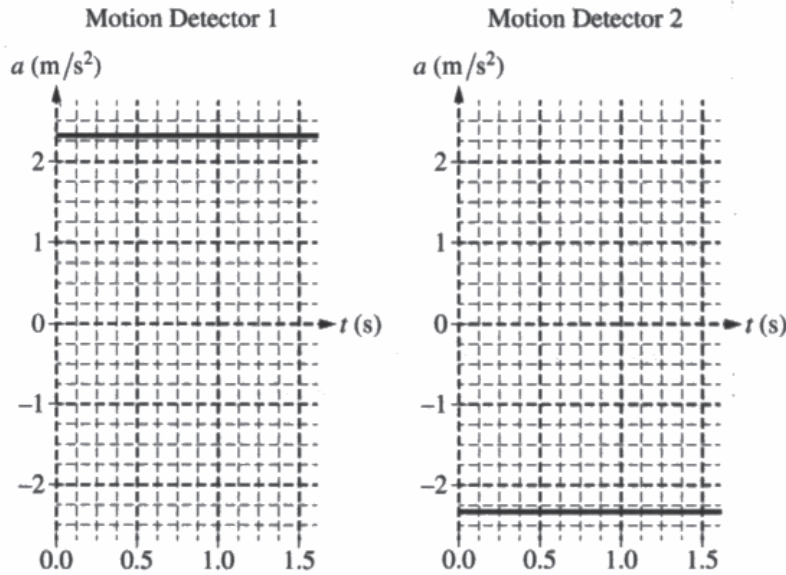 Motion Detector 1
a (m/s²)
2
1
0
–1
–2
0.0 0.5 1.0 1.5
t (s)
Motion Detector 2
a (m/s²)
2
1
0
–1
–2
0.0 0.5 1.0 1.5
t (s)